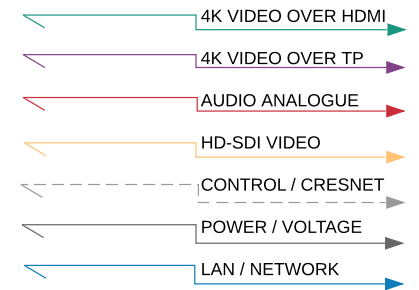 4K VIDEO OVER HDMI
4K VIDEO OVER TP
AUDIO ANALOGUE
HD-SDI VIDEO
CONTROL / CRESNET
POWER / VOLTAGE
LAN / NETWORK